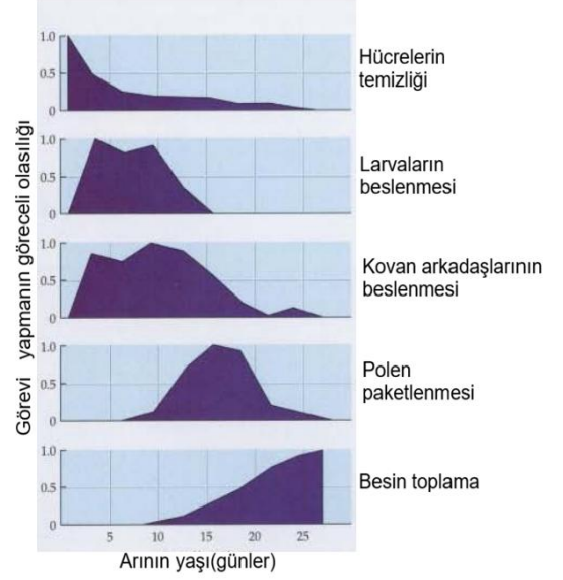 1.0
0.5
0
Hücrelerin
temizliği
1.0
0.5
0
Larvaların
beslenmesi
1.0
0.5
0
Kovan arkadaşlarının
beslenmesi
1.0
0.5
0
Polen
paketlenmesi
1.0
0.5
0
Besin toplama
5 10 15 20 25
Arının yaşı(günler)
Görevi yapmanın göreceli olasılığı